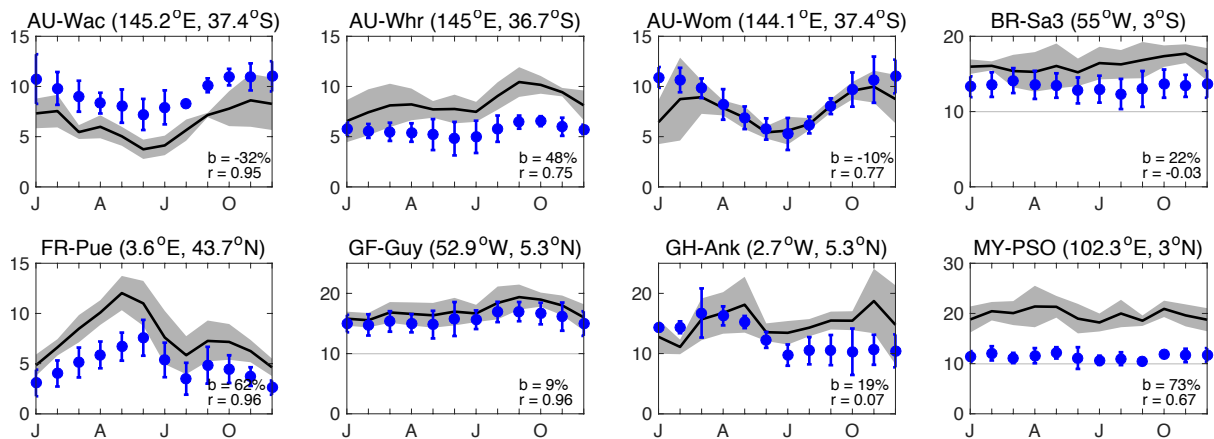 AU-Wac (145.2°E, 37.4°S)
15
10
5
0
b = -32%
r = 0.95
J A J O
AU-Whr (145°E, 36.7°S)
15
10
5
0
b = 48%
r = 0.75
J A J O
AU-Wom (144.1°E, 37.4°S)
15
10
5
0
b = -10%
r = 0.77
J A J O
BR-Sa3 (55°W, 3°S)
20
10
0
b = 22%
r = -0.03
J A J O
FR-Pue (3.6°E, 43.7°N)
15
10
5
0
b = 62%
r = 0.96
J A J O
GF-Guy (52.9°W, 5.3°N)
20
10
0
b = 9%
r = 0.96
J A J O
GH-Ank (2.7°W, 5.3°N)
20
10
0
b = 19%
r = 0.07
J A J O
MY-PSO (102.3°E, 3°N)
30
20
10
0
b = 73%
r = 0.67
J A J O